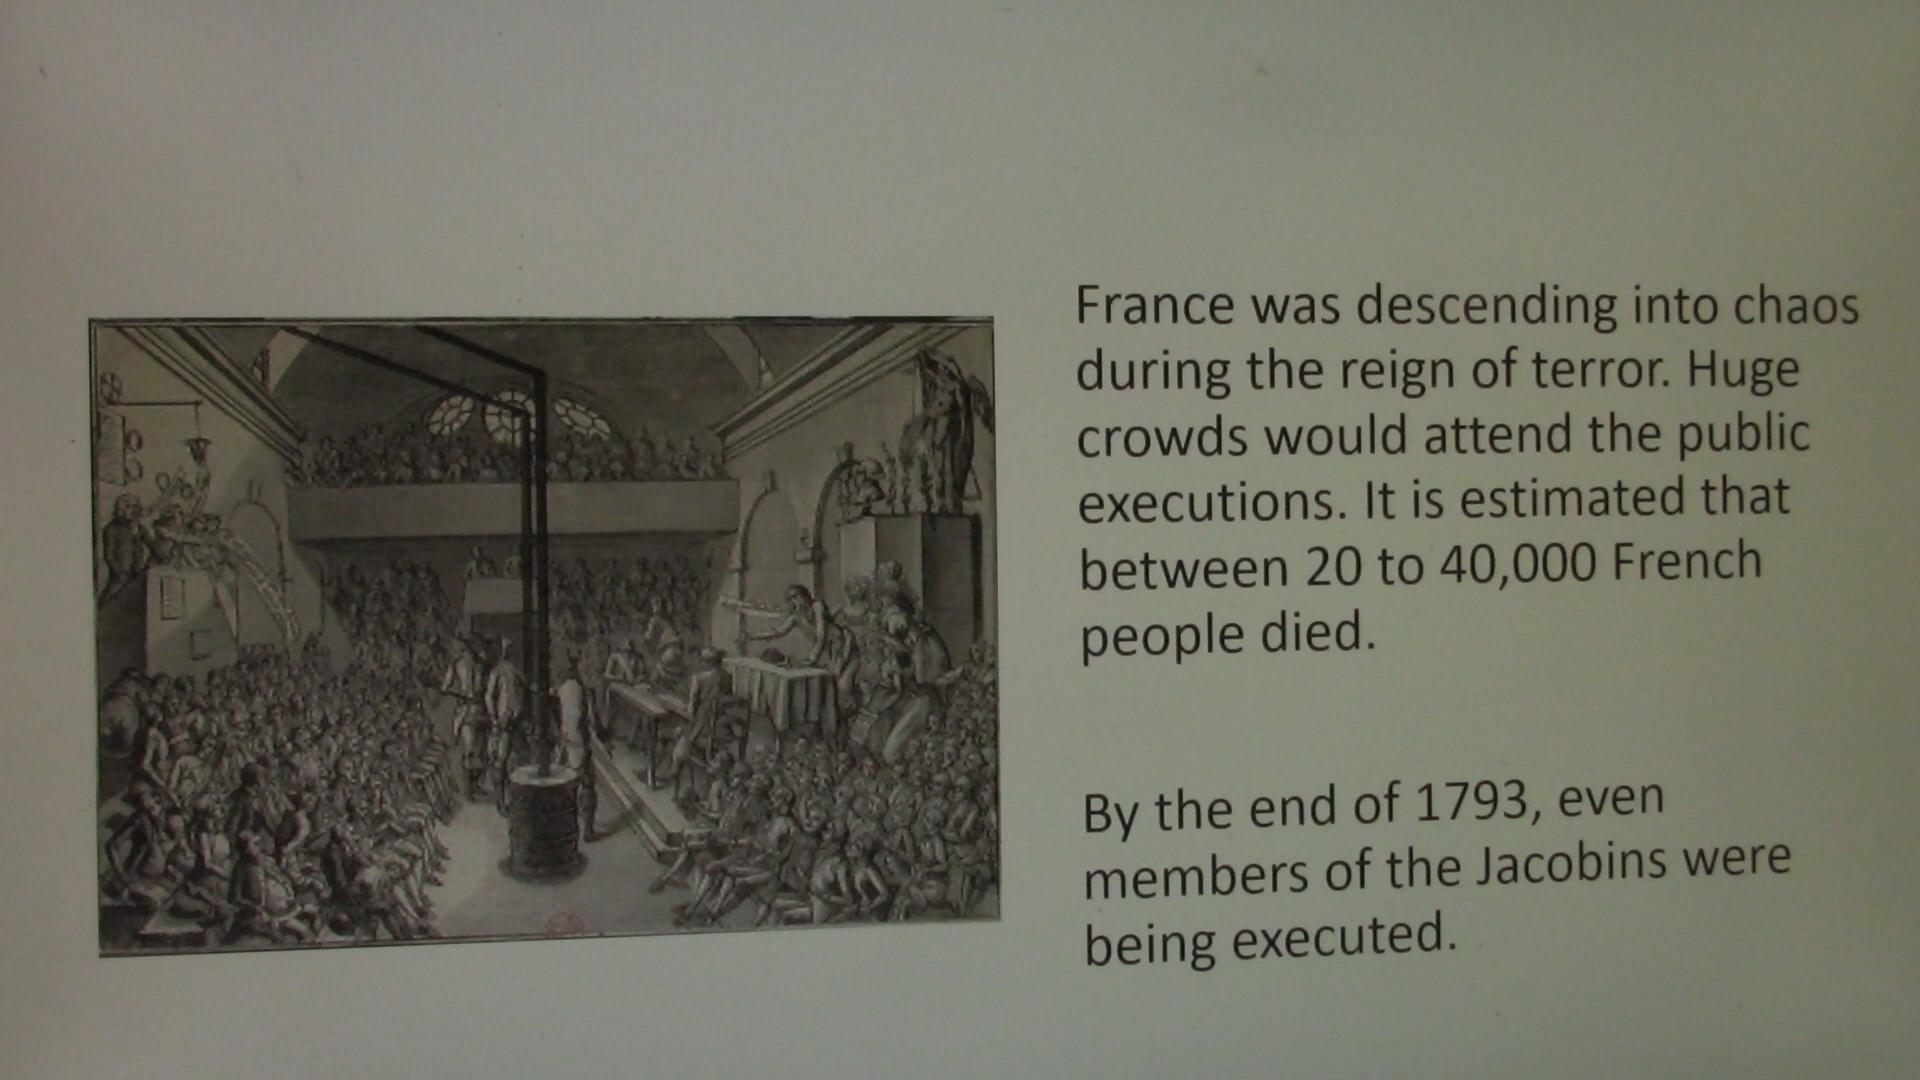 France was descending into chaos
during the reign of terror. Huge
crowds would attend the public
executions. It is estimated that
between 20 to 40,000 French
people died.
By the end of 1793, even
members of the Jacobins were
being executed.